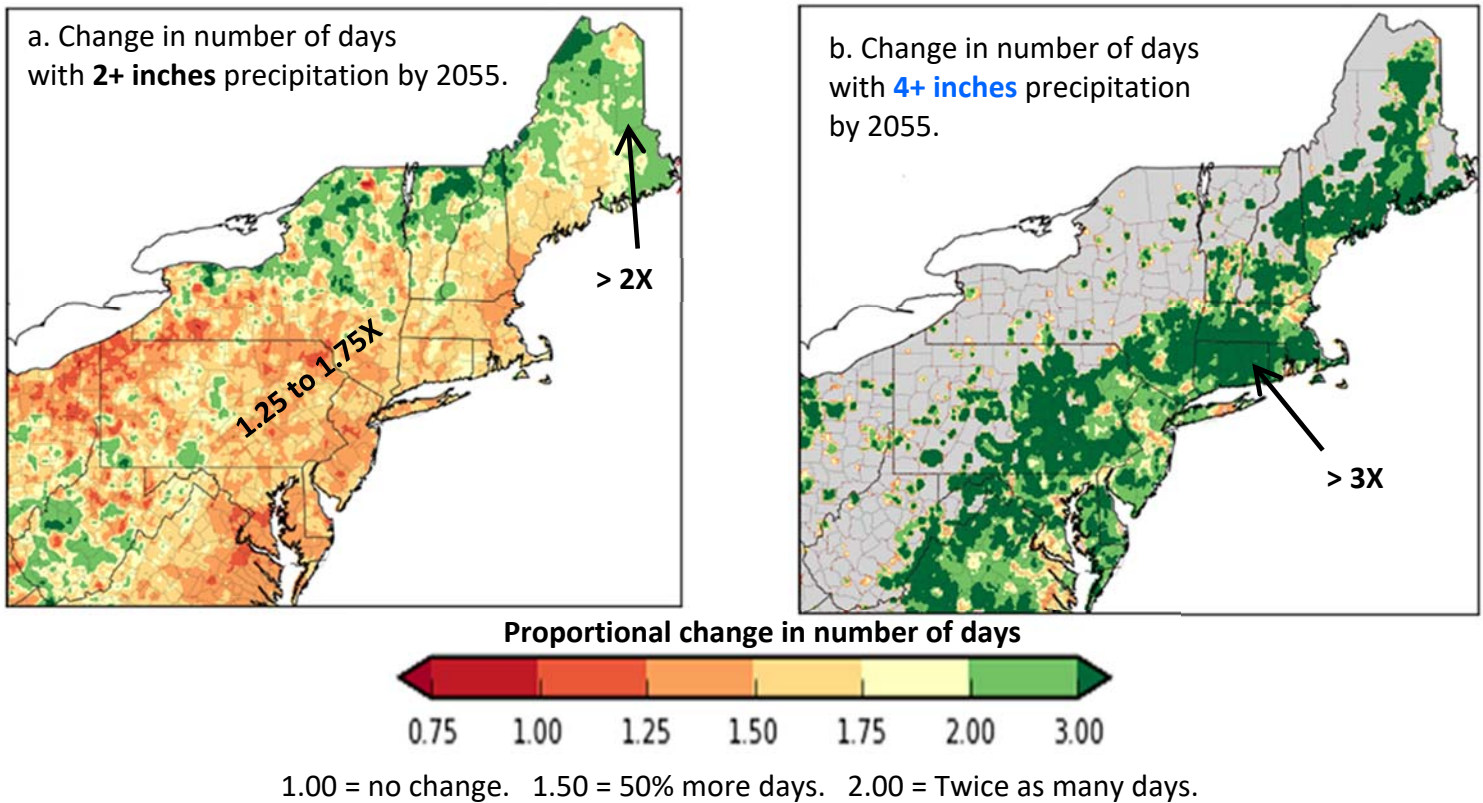 a. Change in number of days
with 2+ inches precipitation by 2055.
> 2X
1.25 to 1.75X
b. Change in number of days
with 4+ inches precipitation
by 2055.
> 3X
Proportional change in number of days
0.75 1.00 1.25 1.50 1.75 2.00 3.00
1.00 = no change. 1.50 = 50% more days. 2.00 = Twice as many days.